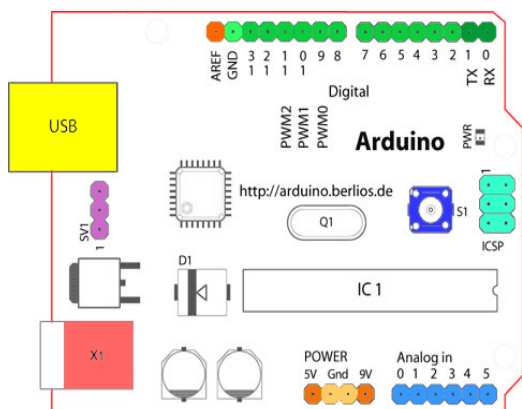 AREF GND 13 12 11 10 9 8 7 6 5 4 3 2 1 0
TX RX
Digital
PWM2 PWM1 PWM0
Arduino
PWR
USB
http://arduino.berlios.de
1
SV1
1
Q1
S1
ICSP
D1
IC 1
X1
POWER
5V Gnd 9V
Analog in
0 1 2 3 4 5